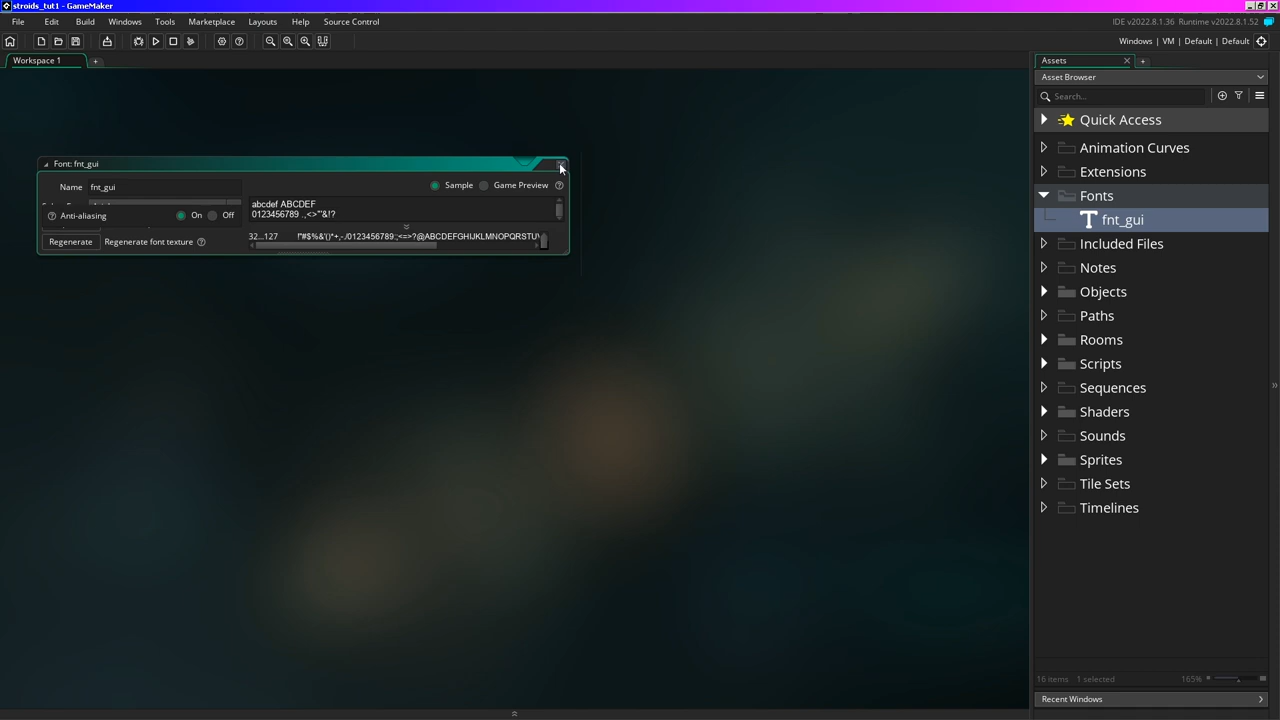 stroids_tut1 - GameMaker
File Edit Build Windows Tools Marketplace Layouts Help Source Control
IDE v2022.8.1.36 Runtime v2022.8.1.52
Windows | VM | Default | Default
Workspace 1
Assets
Asset Browser
Search...
Quick Access
Animation Curves
Extensions
Fonts
fnt_gui
Included Files
Notes
Objects
Paths
Rooms
Scripts
Sequences
Shaders
Sounds
Sprites
Tile Sets
Timelines
16 items 1 selected 165%
Recent Windows
Font: fnt_gui
Name fnt_gui
Sample Game Preview
Anti-aliasing On Off
abcdef ABCDEF
0123456789 .,<>"'&!?
Regenerate Regenerate font texture
32...127 !"#$%&'()*+,-./0123456789:;<=>?@ABCDEFGHIJKLMNOPQRSTUV